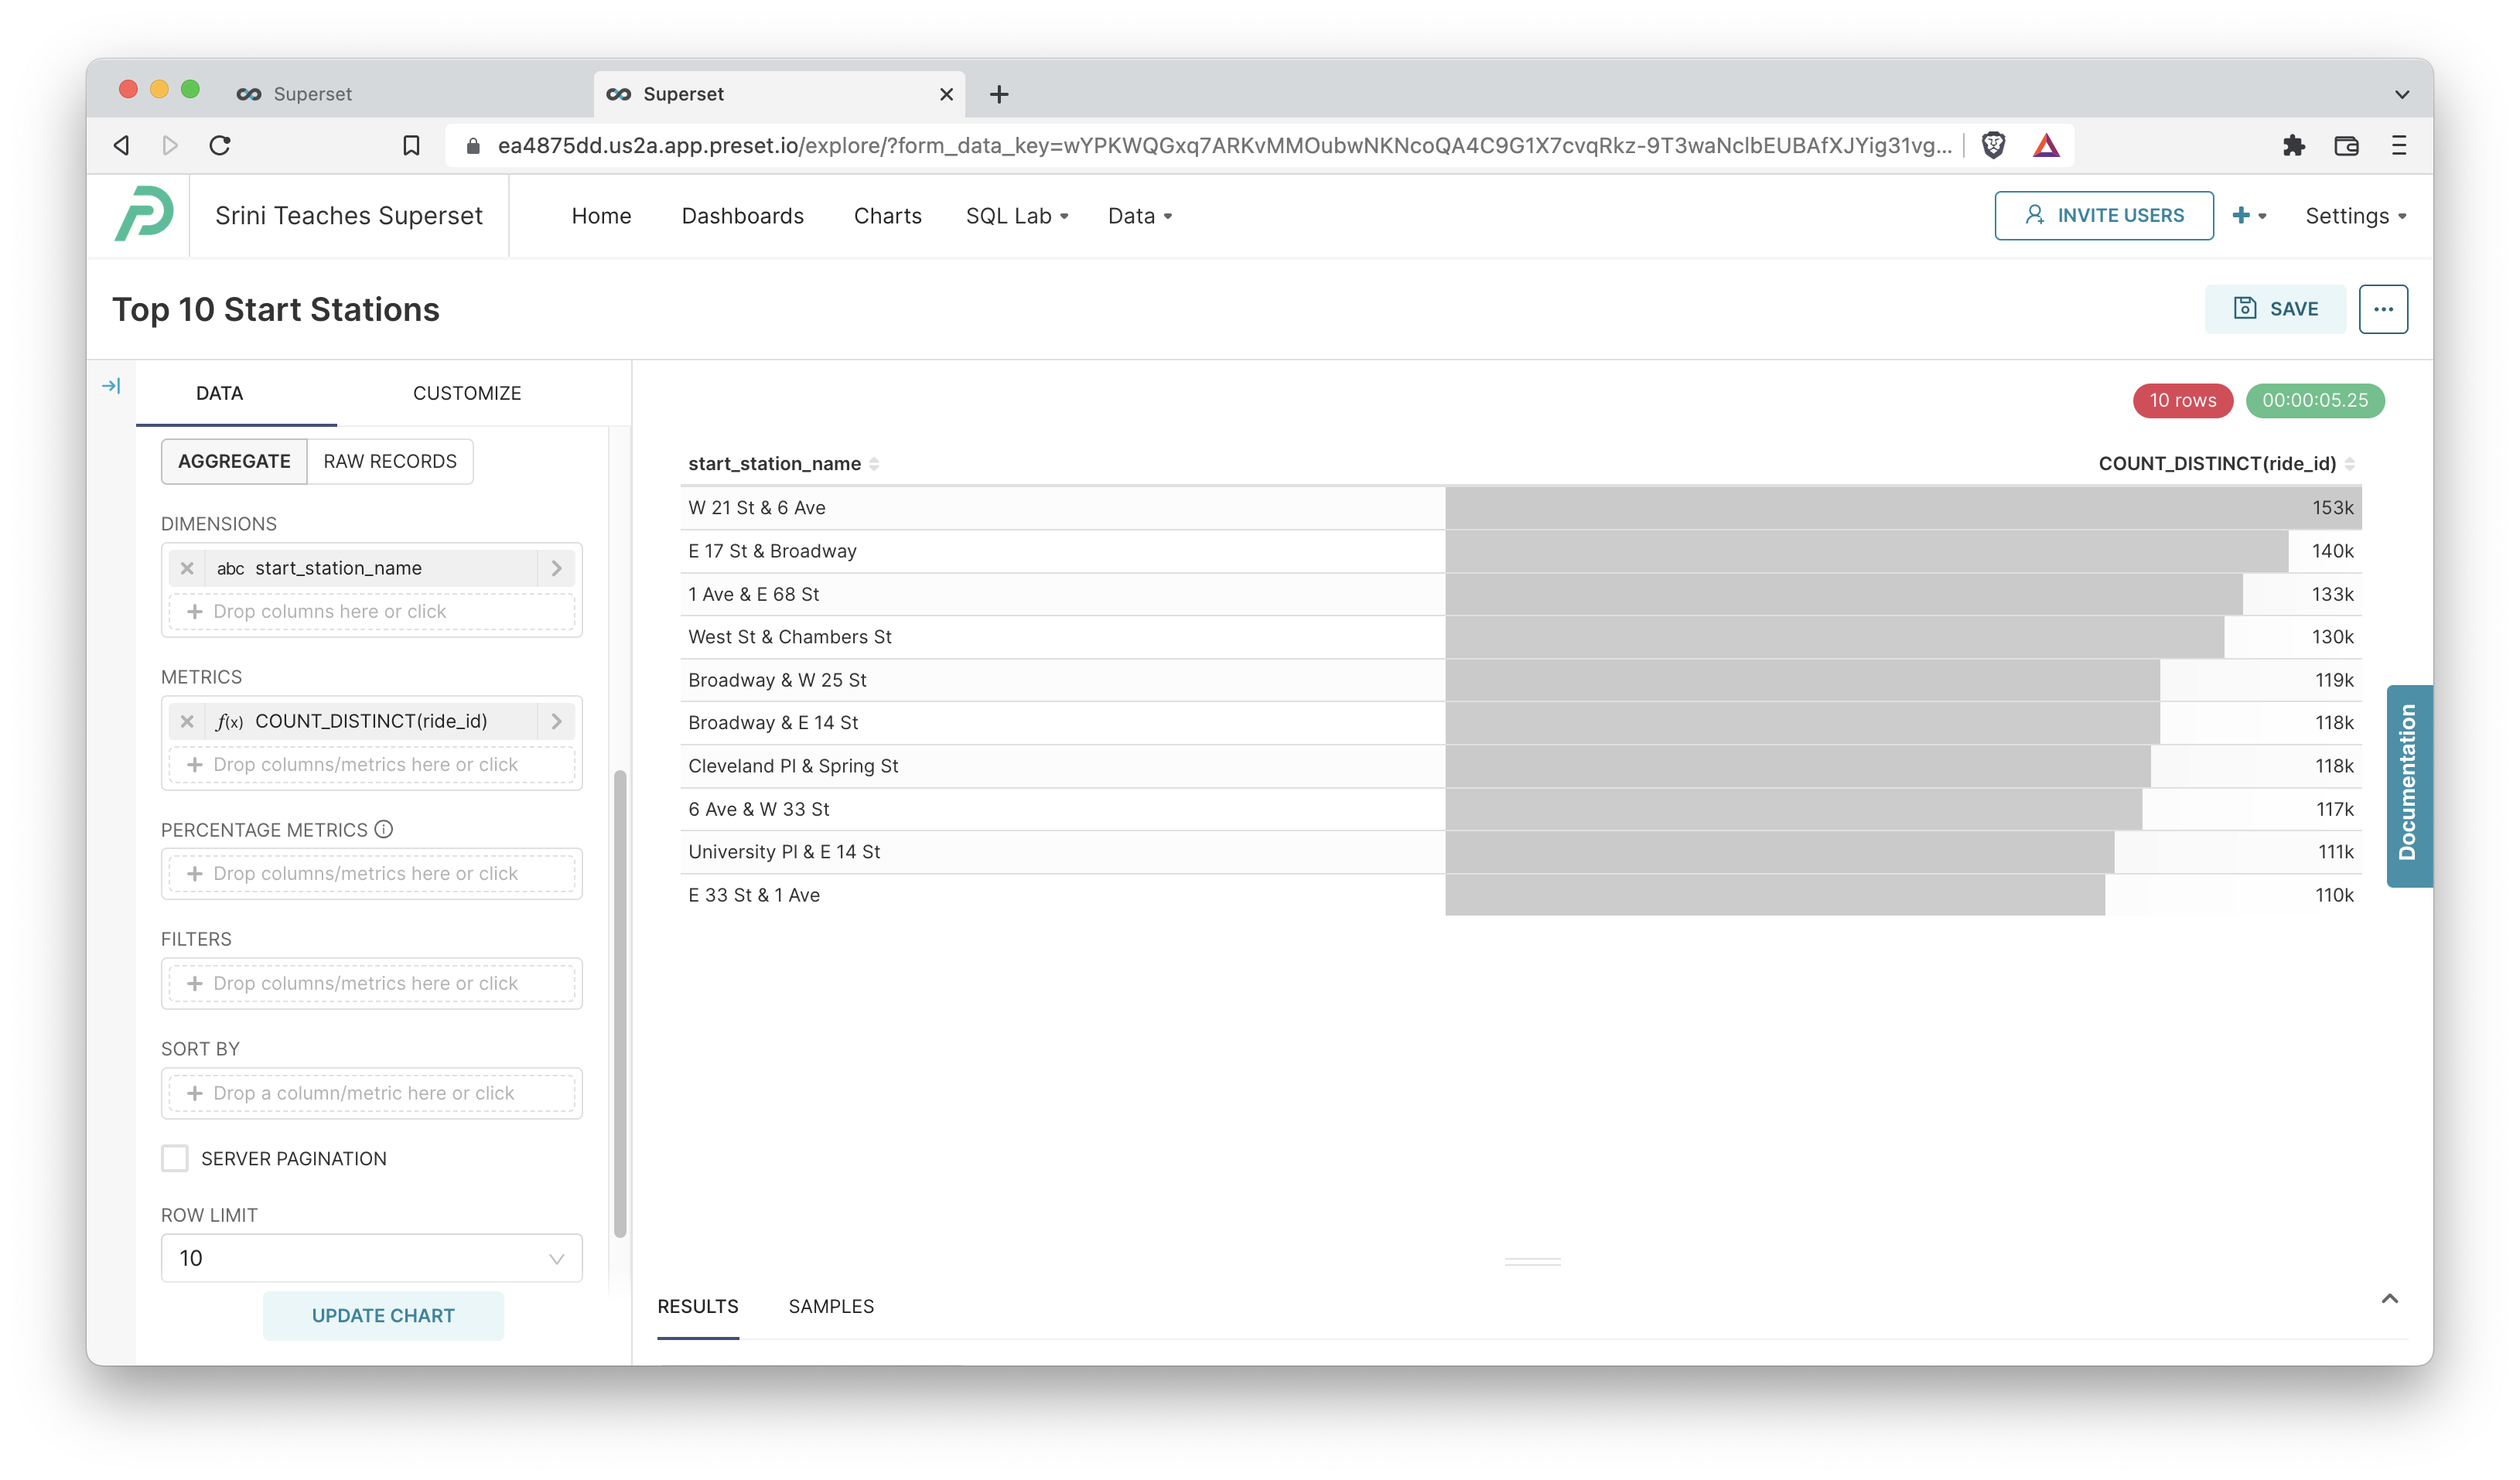 Superset
Superset
ea4875dd.us2a.app.preset.io/explore/?form_data_key=wYPKWQGxq7ARKvMMOubwNKNcoQA4C9G1X7cvqRkz-9T3waNclbEUBAfXJYig31vg...
Srini Teaches Superset
Home
Dashboards
Charts
SQL Lab
Data
INVITE USERS
Settings
Top 10 Start Stations
SAVE
DATA
CUSTOMIZE
AGGREGATE
RAW RECORDS
DIMENSIONS
abc start_station_name
Drop columns here or click
METRICS
f(x) COUNT_DISTINCT(ride_id)
Drop columns/metrics here or click
PERCENTAGE METRICS
Drop columns/metrics here or click
FILTERS
Drop columns/metrics here or click
SORT BY
Drop a column/metric here or click
SERVER PAGINATION
ROW LIMIT
10
UPDATE CHART
10 rows
00:00:05.25
start_station_name COUNT_DISTINCT(ride_id)
W 21 St & 6 Ave 153k
E 17 St & Broadway 140k
1 Ave & E 68 St 133k
West St & Chambers St 130k
Broadway & W 25 St 119k
Broadway & E 14 St 118k
Cleveland Pl & Spring St 118k
6 Ave & W 33 St 117k
University Pl & E 14 St 111k
E 33 St & 1 Ave 110k
Documentation
RESULTS
SAMPLES